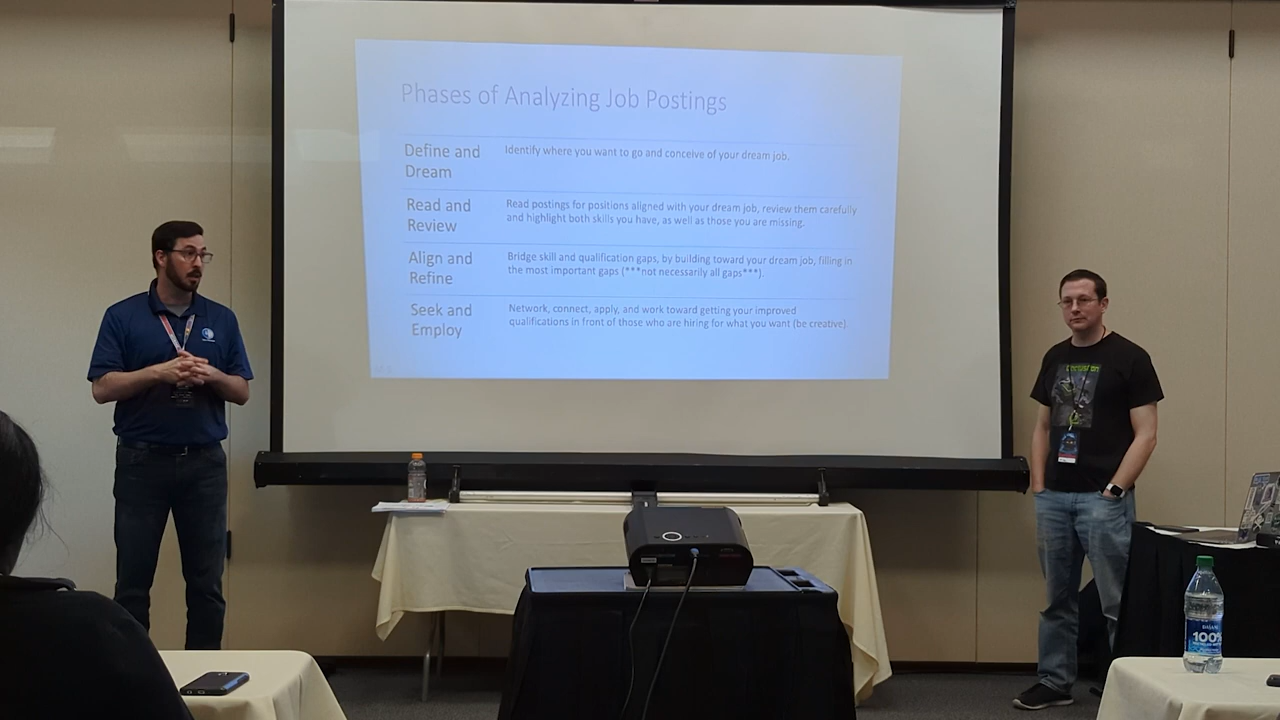 Phases of Analyzing Job Postings
Define and
Dream
Identify where you want to go and conceive of your dream job.
Read and
Review
Read postings for positions aligned with your dream job, review them carefully
and highlight both skills you have, as well as those you are missing.
Align and
Refine
Bridge skill and qualification gaps, by building toward your dream job, filling in
the most important gaps (***not necessarily all gaps***).
Seek and
Employ
Network, connect, apply, and work toward getting your improved
qualifications in front of those who are hiring for what you want (be creative).
DASANI
100%